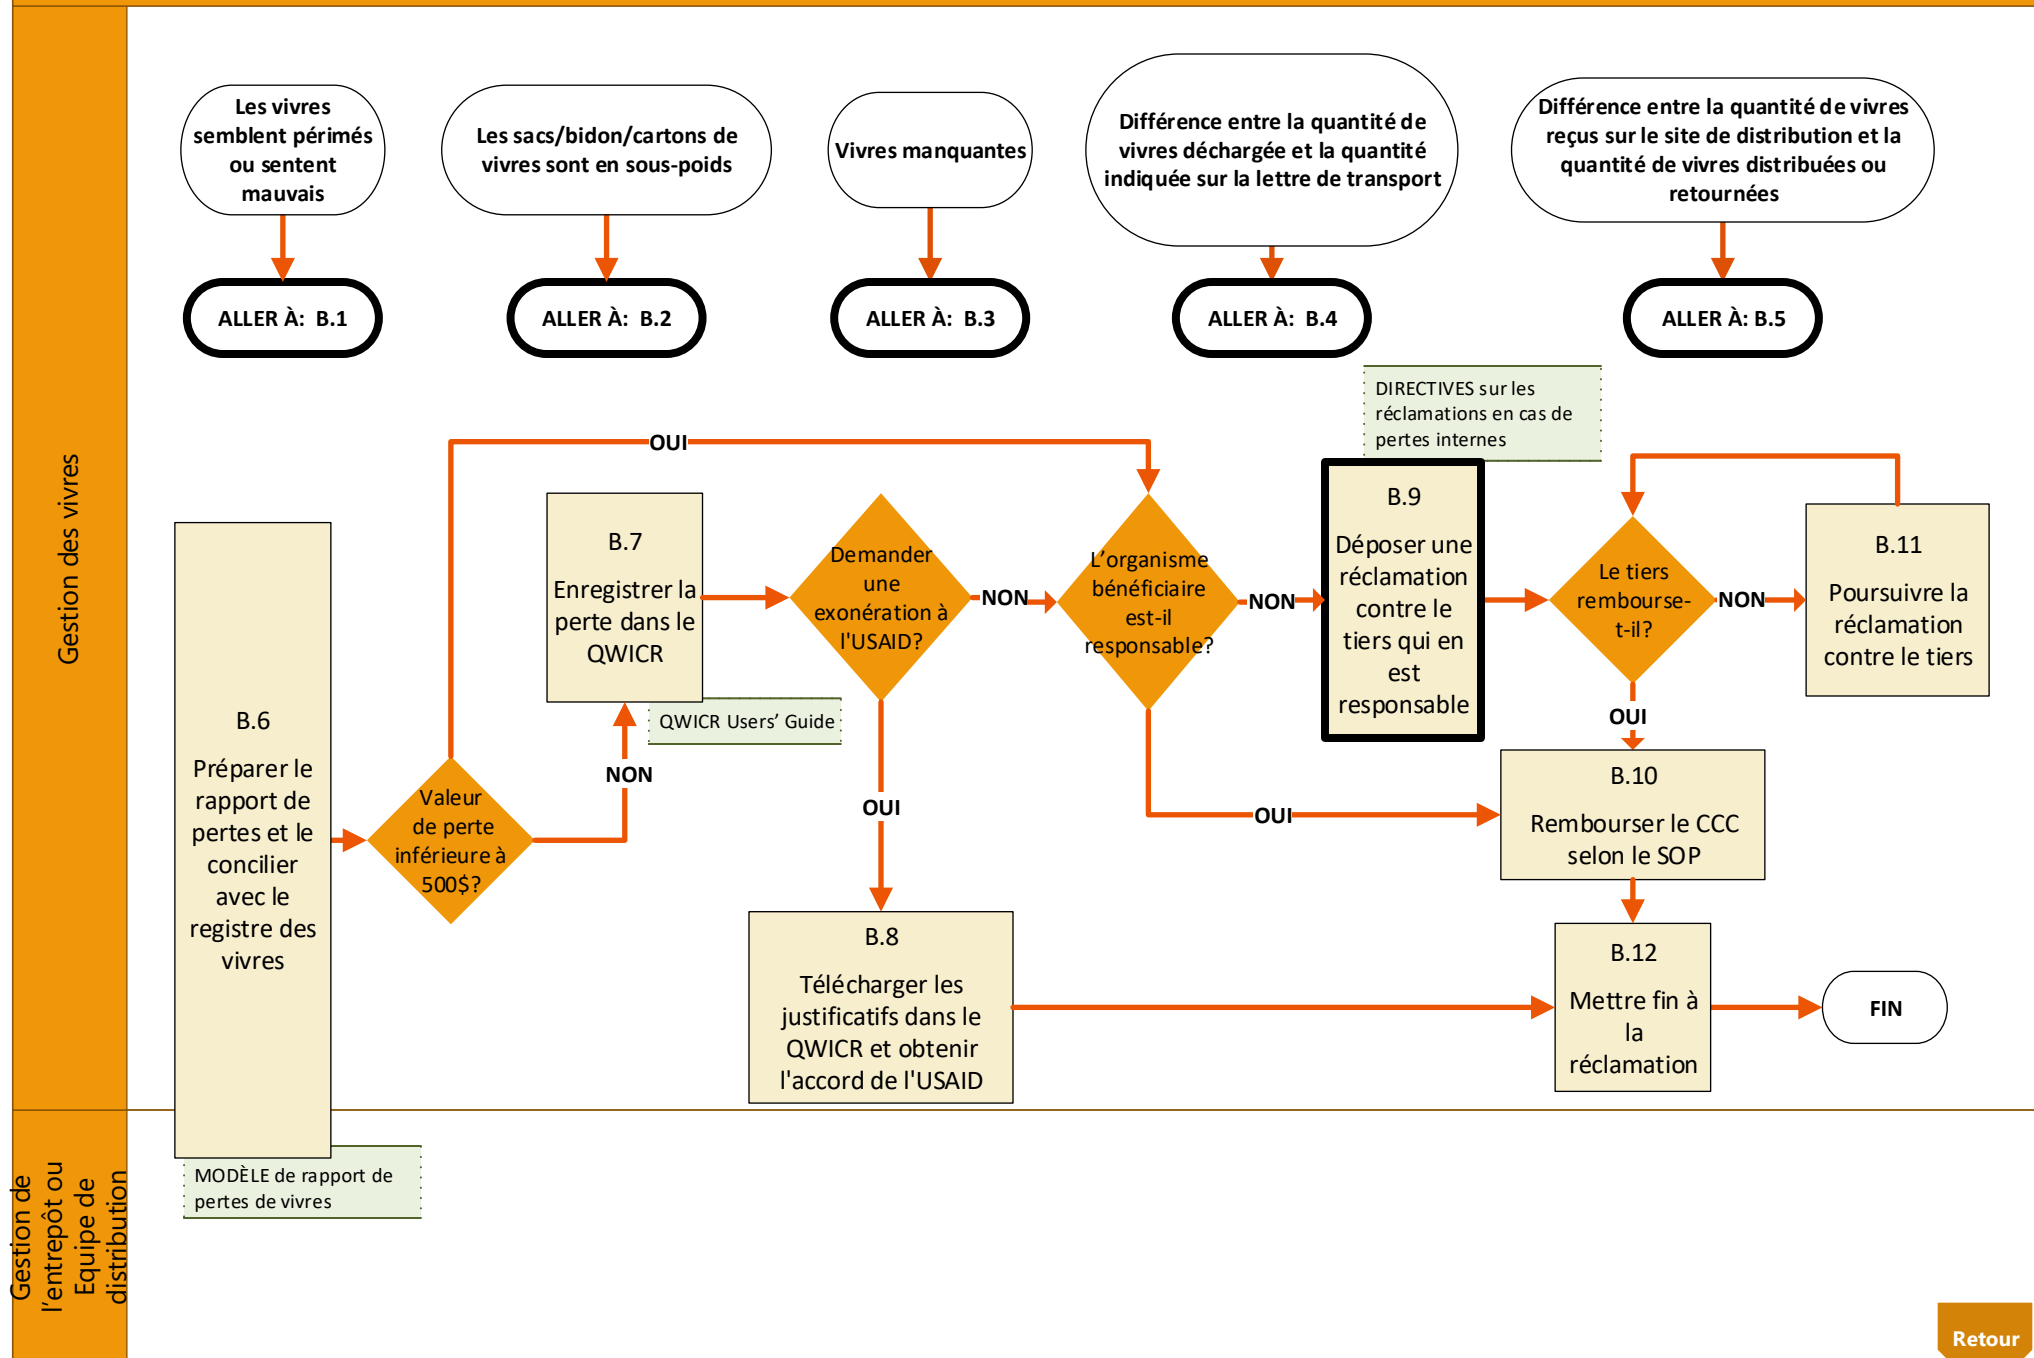 Gestion des vivres
Les vivres
semblent périmés
ou sentent
mauvais
Les sacs/bidon/cartons de
vivres sont en sous-poids
Vivres manquantes
Différence entre la quantité de
vivres déchargée et la quantité
indiquée sur la lettre de transport
Différence entre la quantité de vivres
reçus sur le site de distribution et la
quantité de vivres distribuées ou
retournées
ALLER À: B.1
ALLER À: B.2
ALLER À: B.3
ALLER À: B.4
ALLER À: B.5
DIRECTIVES sur les
réclamations en cas de
pertes internes
B.6
Préparer le
rapport de
pertes et le
concilier
avec le
registre des
vivres
MODÈLE de rapport de
pertes de vivres
Valeur
de perte
inférieure à
500$?
OUI
NON
B.7
Enregistrer la
perte dans le
QWICR
QWICR Users’ Guide
Demander
une
exonération à
l'USAID?
NON
OUI
B.8
Télécharger les
justificatifs dans le
QWICR et obtenir
l'accord de l'USAID
L’organisme
bénéficiaire
est-il
responsable?
NON
OUI
B.9
Déposer une
réclamation
contre le
tiers qui en
est
responsable
Le tiers
rembourse-
t-il?
NON
OUI
B.11
Poursuivre la
réclamation
contre le tiers
B.10
Rembourser le CCC
selon le SOP
B.12
Mettre fin à
la
réclamation
FIN
Gestion de
l'entrepôt ou
Equipe de
distribution
Retour